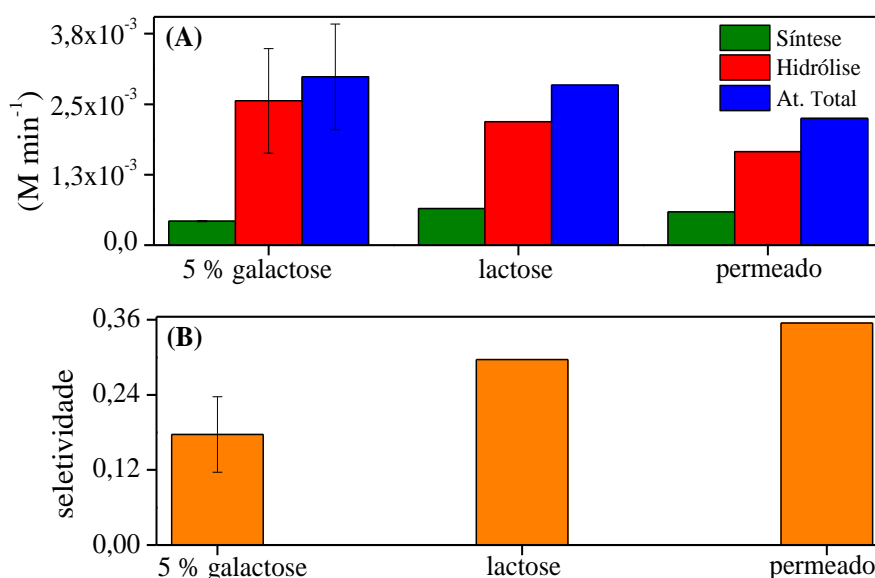 (A)
3,8x10⁻³
2,5x10⁻³
1,3x10⁻³
0,0
(M min⁻¹)
Síntese
Hidrólise
At. Total
5 % galactose lactose permeado
(B)
0,36
0,24
0,12
0,00
seletividade
5 % galactose lactose permeado